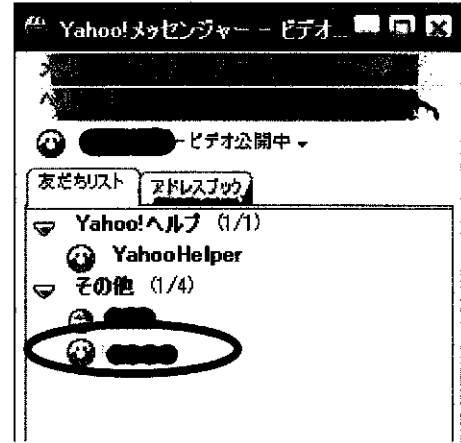 Yahoo!メッセンジャー - ビデオ...
-ビデオ公開中
友だちリスト アドレスブック
Yahoo!ヘルプ (1/1)
YahooHelper
その他 (1/4)